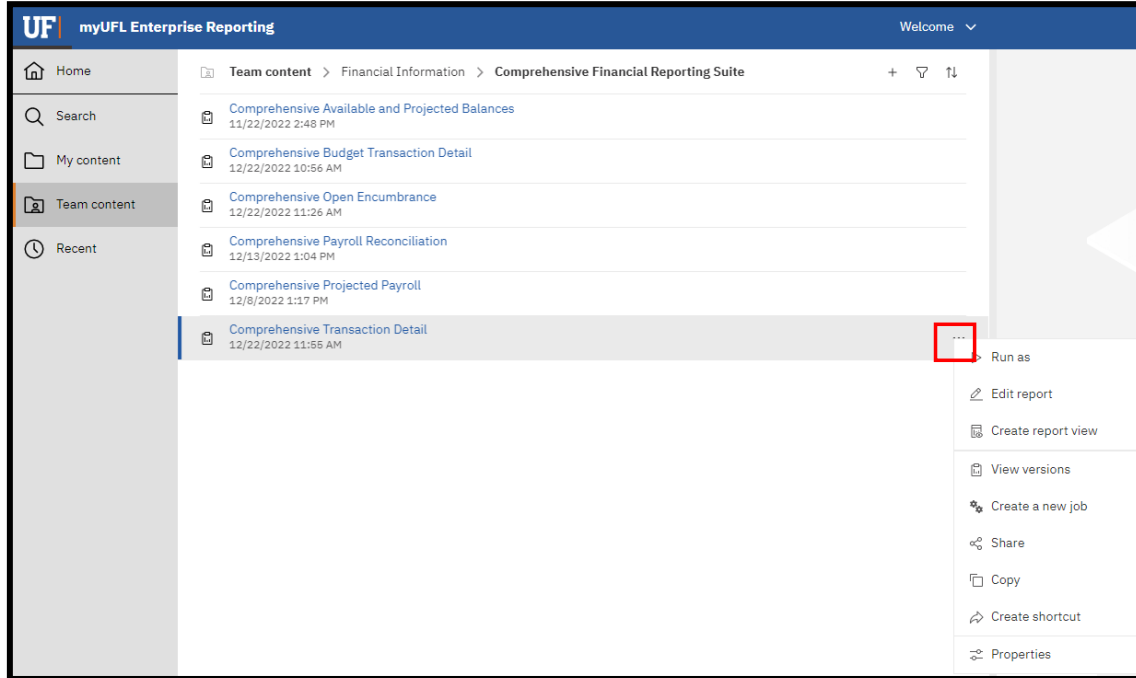 UF myUFL Enterprise Reporting
Welcome
Home
Search
My content
Team content
Recent
Team content > Financial Information > Comprehensive Financial Reporting Suite
Comprehensive Available and Projected Balances
11/22/2022 2:48 PM
Comprehensive Budget Transaction Detail
12/22/2022 10:56 AM
Comprehensive Open Encumbrance
12/22/2022 11:26 AM
Comprehensive Payroll Reconciliation
12/13/2022 1:04 PM
Comprehensive Projected Payroll
12/8/2022 1:17 PM
Comprehensive Transaction Detail
12/22/2022 11:55 AM
...
Run as
Edit report
Create report view
View versions
Create a new job
Share
Copy
Create shortcut
Properties